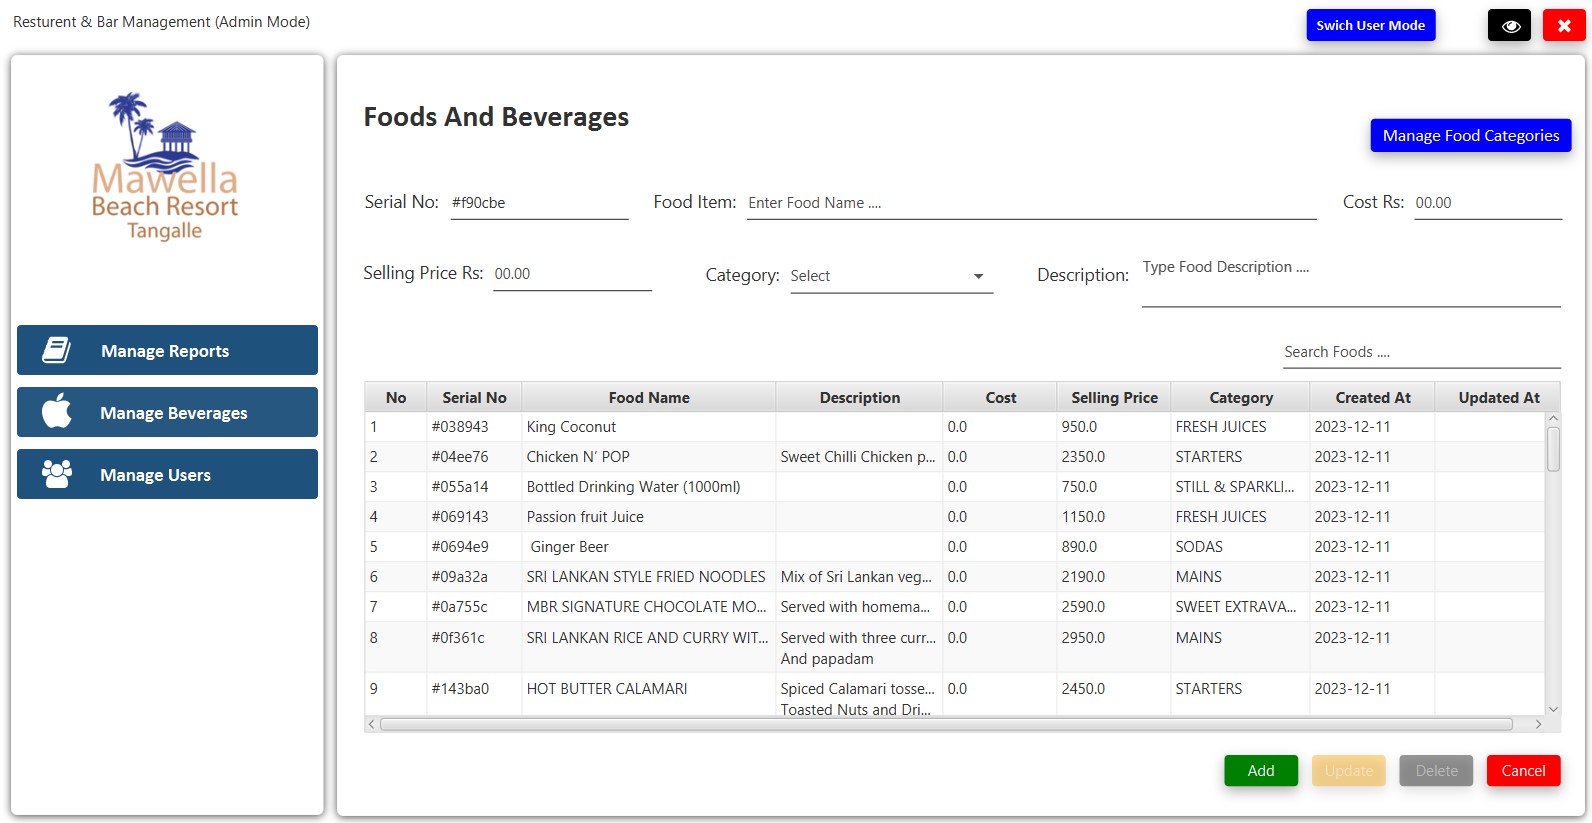 Resturent & Bar Management (Admin Mode)
Swich User Mode
Mawella
Beach Resort
Tangalle
Manage Reports
Manage Beverages
Manage Users
Foods And Beverages
Manage Food Categories
Serial No: #f90cbe Food Item: Enter Food Name .... Cost Rs: 00.00
Selling Price Rs: 00.00 Category: Select Description: Type Food Description ....
Search Foods ....
No Serial No Food Name Description Cost Selling Price Category Created At Updated At
1 #038943 King Coconut 0.0 950.0 FRESH JUICES 2023-12-11
2 #04ee76 Chicken N’ POP Sweet Chilli Chicken p... 0.0 2350.0 STARTERS 2023-12-11
3 #055a14 Bottled Drinking Water (1000ml) 0.0 750.0 STILL & SPARKLI... 2023-12-11
4 #069143 Passion fruit Juice 0.0 1150.0 FRESH JUICES 2023-12-11
5 #0694e9 Ginger Beer 0.0 890.0 SODAS 2023-12-11
6 #09a32a SRI LANKAN STYLE FRIED NOODLES Mix of Sri Lankan veg... 0.0 2190.0 MAINS 2023-12-11
7 #0a755c MBR SIGNATURE CHOCOLATE MO... Served with homema... 0.0 2590.0 SWEET EXTRAVA... 2023-12-11
8 #0f361c SRI LANKAN RICE AND CURRY WIT... Served with three curr... 0.0 2950.0 MAINS 2023-12-11
And papadam
9 #143ba0 HOT BUTTER CALAMARI Spiced Calamari tosse... 0.0 2450.0 STARTERS 2023-12-11
Toasted Nuts and Dri...
Add Update Delete Cancel